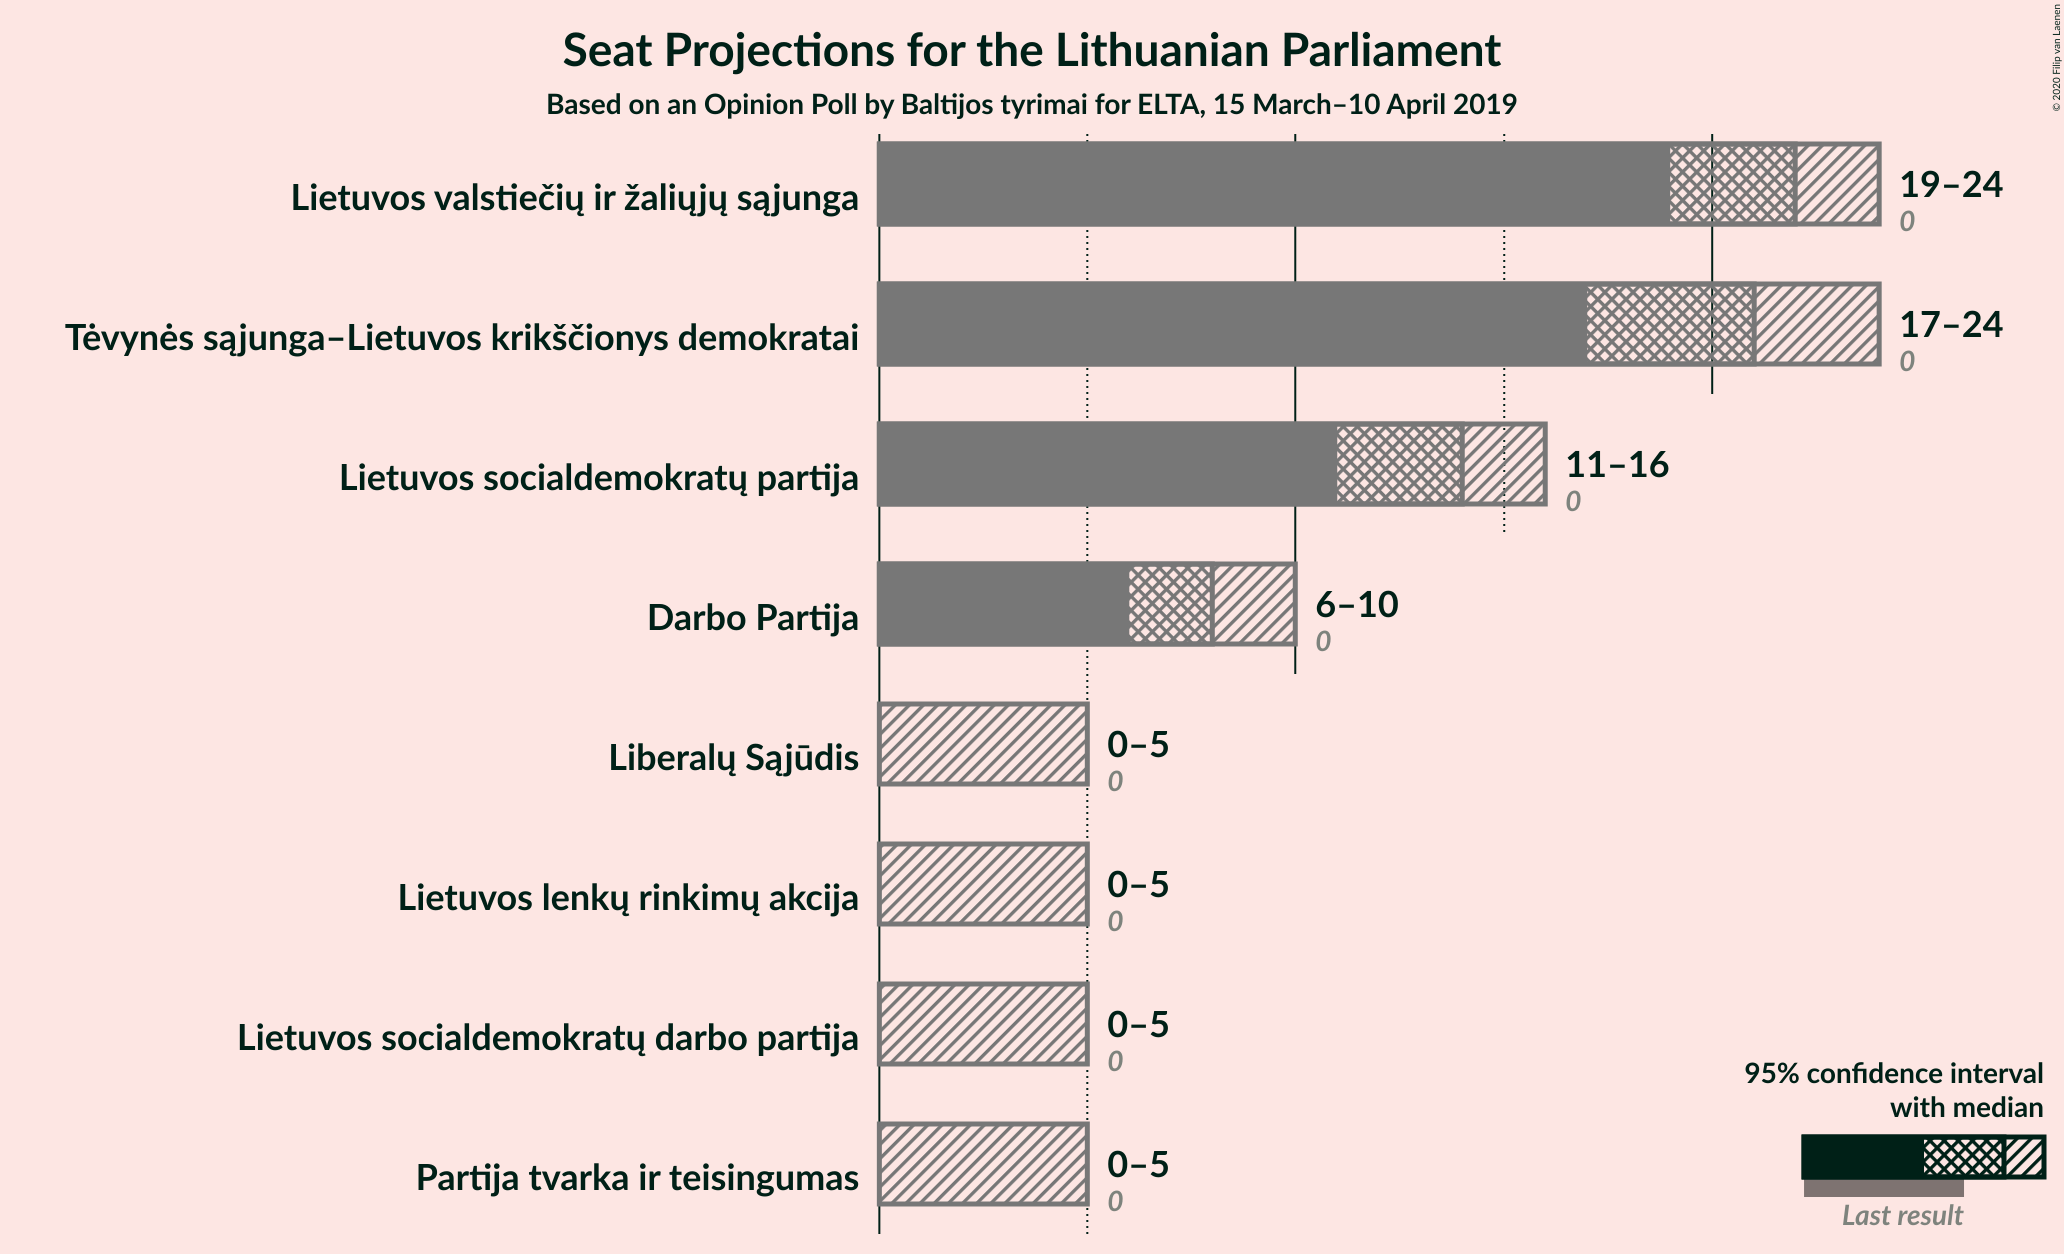 Seat Projections for the Lithuanian Parliament
Based on an Opinion Poll by Baltijos tyrimai for ELTA, 15 March–10 April 2019
© 2020 Filip van Laenen
Lietuvos valstiečių ir žaliųjų sąjunga
19–24
0
Tėvynės sąjunga–Lietuvos krikščionys demokratai
17–24
0
Lietuvos socialdemokratų partija
11–16
0
Darbo Partija
6–10
0
Liberalų Sąjūdis
0–5
0
Lietuvos lenkų rinkimų akcija
0–5
0
Lietuvos socialdemokratų darbo partija
0–5
0
Partija tvarka ir teisingumas
0–5
0
95% confidence interval
with median
Last result